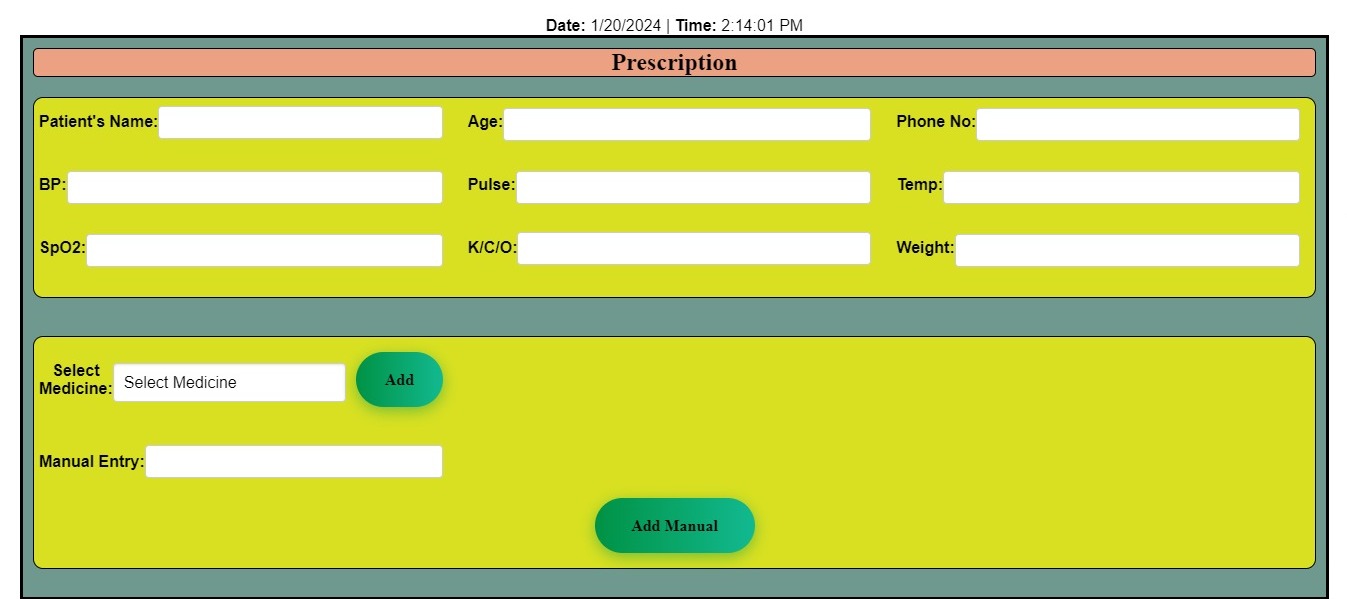 Date: 1/20/2024 | Time: 2:14:01 PM
Prescription
Patient's Name: Age: Phone No:
BP: Pulse: Temp:
SpO2: K/C/O: Weight:
Select
Medicine: Select Medicine Add
Manual Entry:
Add Manual